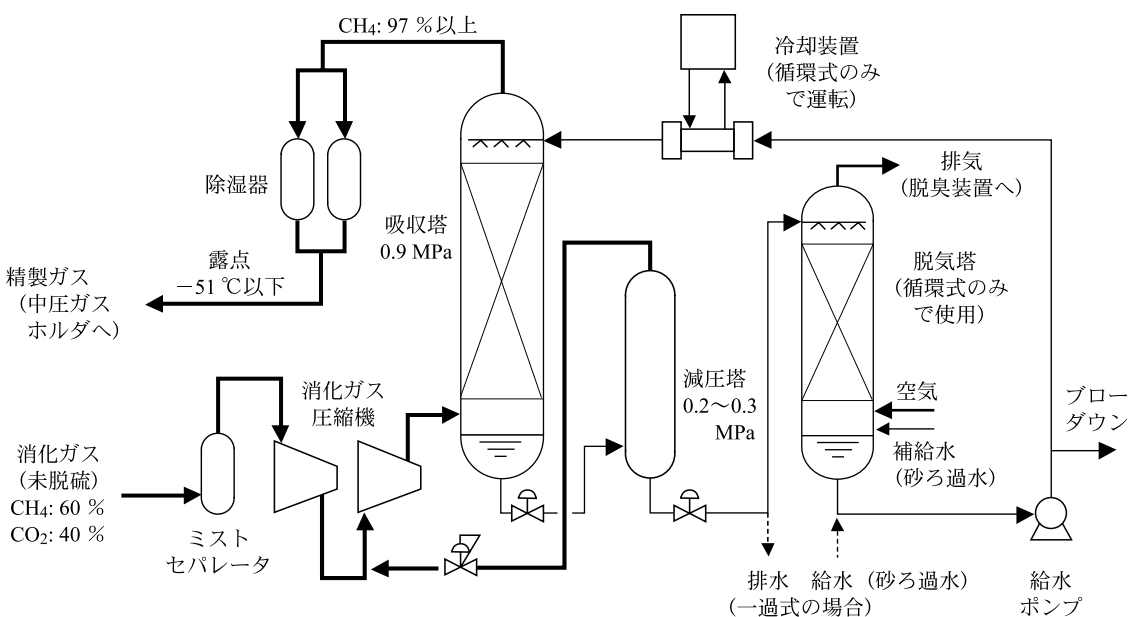 CH₄: 97 %以上
冷却装置
(循環式のみ
で運転)
除湿器
吸収塔
0.9 MPa
排気
(脱臭装置へ)
露点
−51 ℃以下
精製ガス
(中圧ガス
ホルダへ)
脱気塔
(循環式のみ
で使用)
減圧塔
0.2〜0.3
MPa
消化ガス
圧縮機
空気
補給水
(砂ろ過水)
ブロー
ダウン
消化ガス
(未脱硫)
CH₄: 60 %
CO₂: 40 %
ミスト
セパレータ
排水 給水 (砂ろ過水)
(一過式の場合)
給水
ポンプ